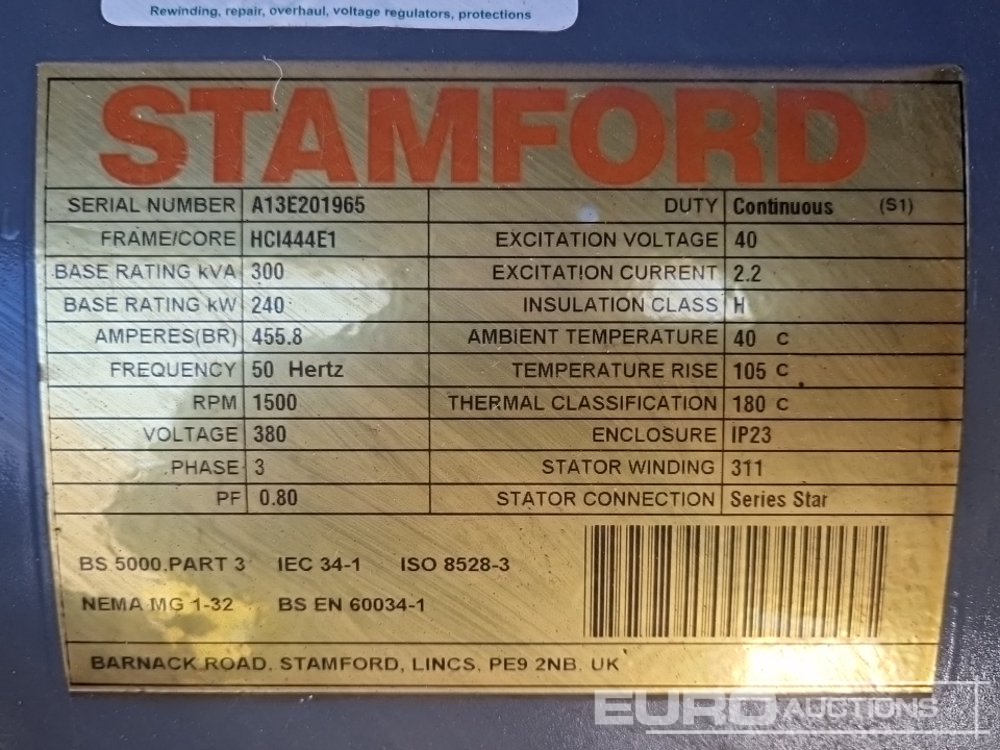 Rewinding, repair, overhaul, voltage regulators, protections
STAMFORD®
SERIAL NUMBER A13E201965 DUTY Continuous (S1)
FRAME/CORE HCI444E1 EXCITATION VOLTAGE 40
BASE RATING kVA 300 EXCITATION CURRENT 2.2
BASE RATING kW 240 INSULATION CLASS H
AMPERES(BR) 455.8 AMBIENT TEMPERATURE 40 C
FREQUENCY 50 Hertz TEMPERATURE RISE 105 C
RPM 1500 THERMAL CLASSIFICATION 180 C
VOLTAGE 380 ENCLOSURE IP23
PHASE 3 STATOR WINDING 311
PF 0.80 STATOR CONNECTION Series Star
BS 5000.PART 3 IEC 34-1 ISO 8528-3
NEMA MG 1-32 BS EN 60034-1
BARNACK ROAD. STAMFORD, LINCS, PE9 2NB. UK
EURO AUCTIONS